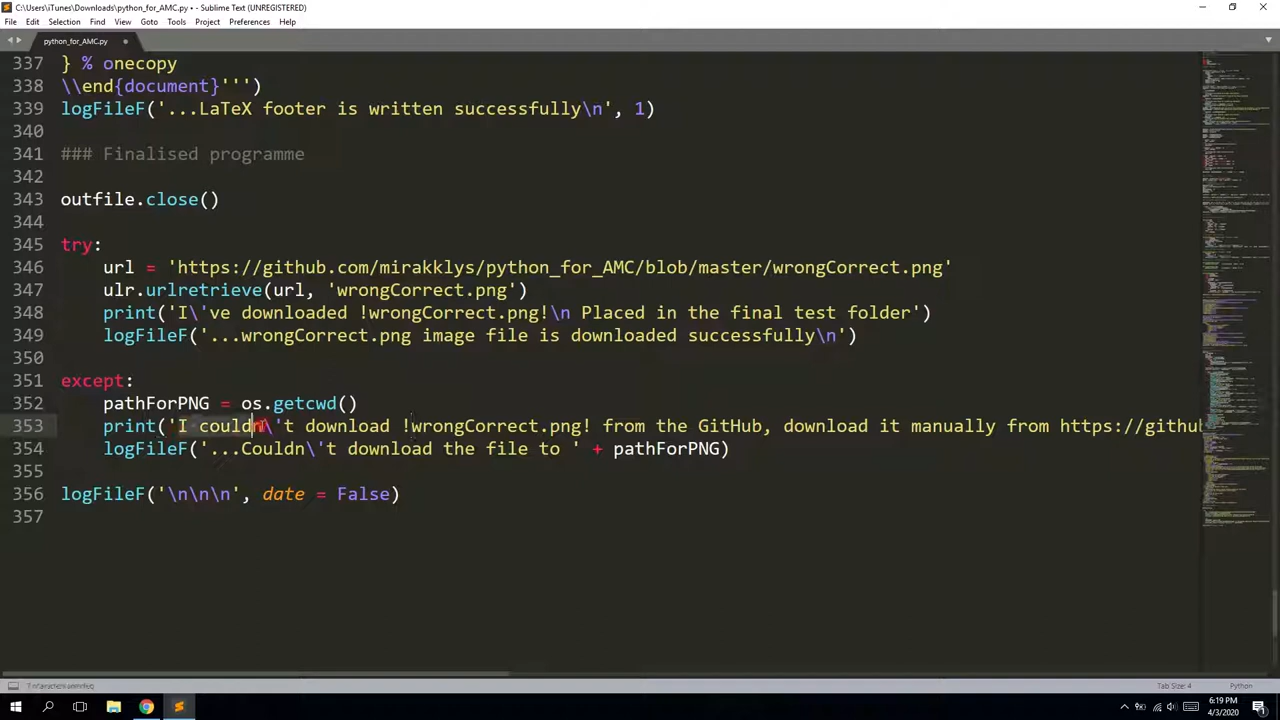 C:\Users\iTunes\Downloads\python_for_AMC.py • - Sublime Text (UNREGISTERED)
File Edit Selection Find View Goto Tools Project Preferences Help
python_for_AMC.py
337 } % onecopy
338 \\end{document}''')
339 logFileF('...LaTeX footer is written successfully\n', 1)
340
341 ### Finalised programme
342
343 outfile.close()
344
345 try:
346 url = 'https://github.com/mirakklys/python_for_AMC/blob/master/wrongCorrect.png'
347 ulr.urlretrieve(url, 'wrongCorrect.png')
348 print('I\'ve downloaded !wrongCorrect.png!\n Placed in the final test folder')
349 logFileF('...wrongCorrect.png image file is downloaded successfully\n')
350
351 except:
352 pathForPNG = os.getcwd()
353 print('I couldn\'t download !wrongCorrect.png! from the GitHub, download it manually from https://githu
354 logFileF('...Couldn\'t download the file to ' + pathForPNG)
355
356 logFileF('\n\n\n', date = False)
357
Tab Size: 4 Python
6:19 PM
4/3/2020